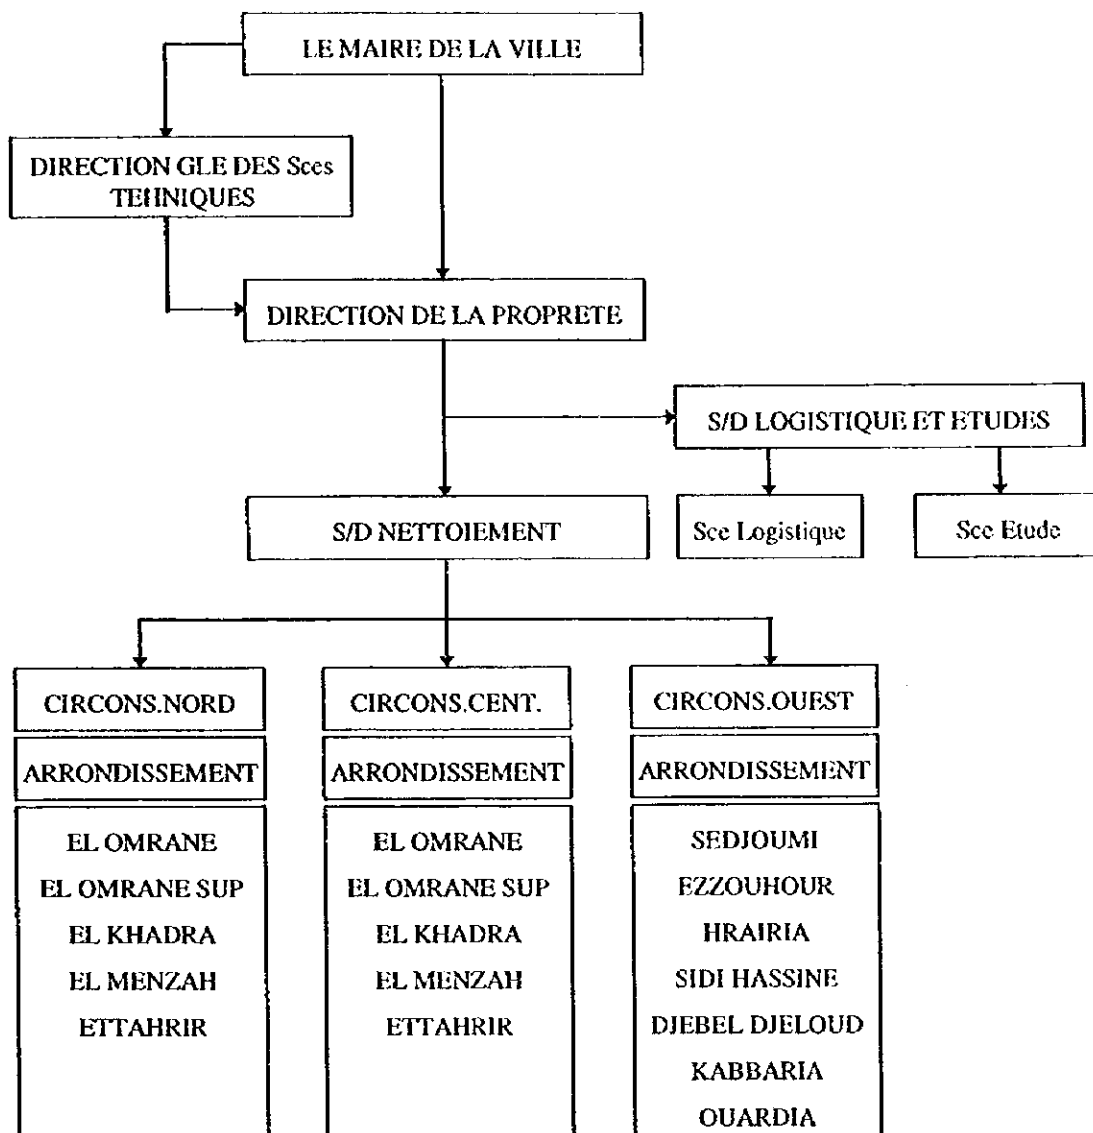 LE MAIRE DE LA VILLE
DIRECTION GLE DES Sces
TEHNIQUES
DIRECTION DE LA PROPRETE
S/D LOGISTIQUE ET ETUDES
S/D NETTOIEMENT
Sce Logistique
Sce Etude
CIRCONS.NORD
ARRONDISSEMENT
EL OMRANE
EL OMRANE SUP
EL KHADRA
EL MENZAH
ETTAHRIR
CIRCONS.CENT.
ARRONDISSEMENT
EL OMRANE
EL OMRANE SUP
EL KHADRA
EL MENZAH
ETTAHRIR
CIRCONS.OUEST
ARRONDISSEMENT
SEDJOUMI
EZZOUHOUR
HRAIRIA
SIDI HASSINE
DJEBEL DJELOUD
KABBARIA
OUARDIA